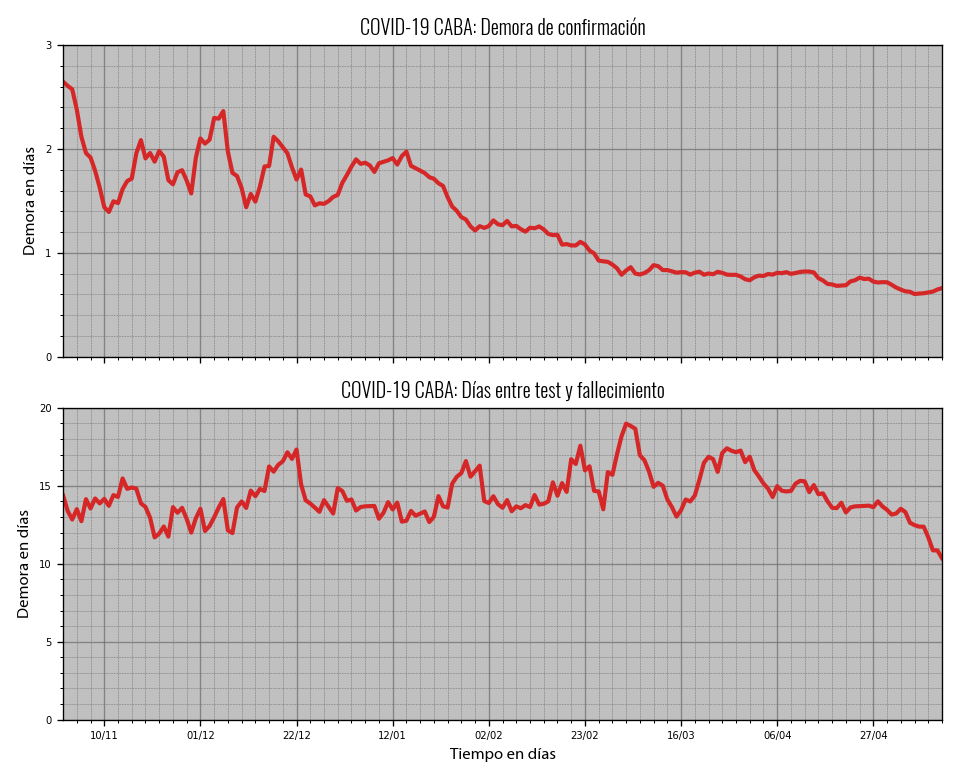 COVID-19 CABA: Demora de confirmación
3
2
1
0
Demora en días
COVID-19 CABA: Días entre test y fallecimiento
20
15
10
5
0
Demora en días
10/11 01/12 22/12 12/01 02/02 23/02 16/03 06/04 27/04
Tiempo en días